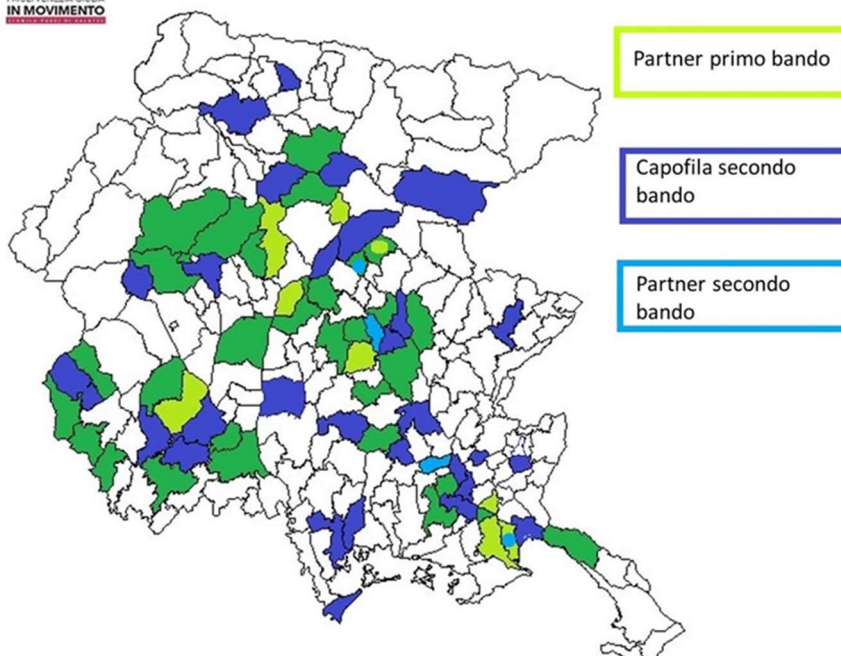 IN MOVIMENTO
Partner primo bando
Capofila secondo
bando
Partner secondo
bando